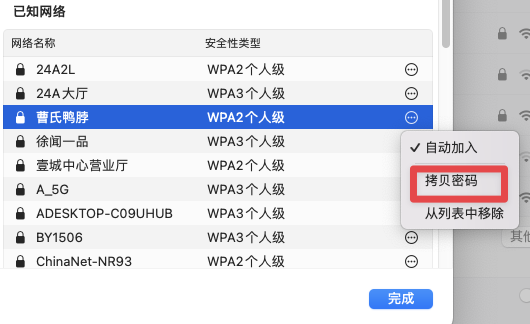 已知网络
网络名称 安全性类型
24A2L WPA2个人级
24A大厅 WPA3个人级
曹氏鸭脖 WPA2个人级
徐闻一品 WPA3个人级
壹城中心营业厅 WPA2个人级
A_5G WPA3个人级
ADESKTOP-C09UHUB WPA3个人级
BY1506 WPA3个人级
ChinaNet-NR93 WPA2个人级
自动加入
拷贝密码
从列表中移除
其他
完成